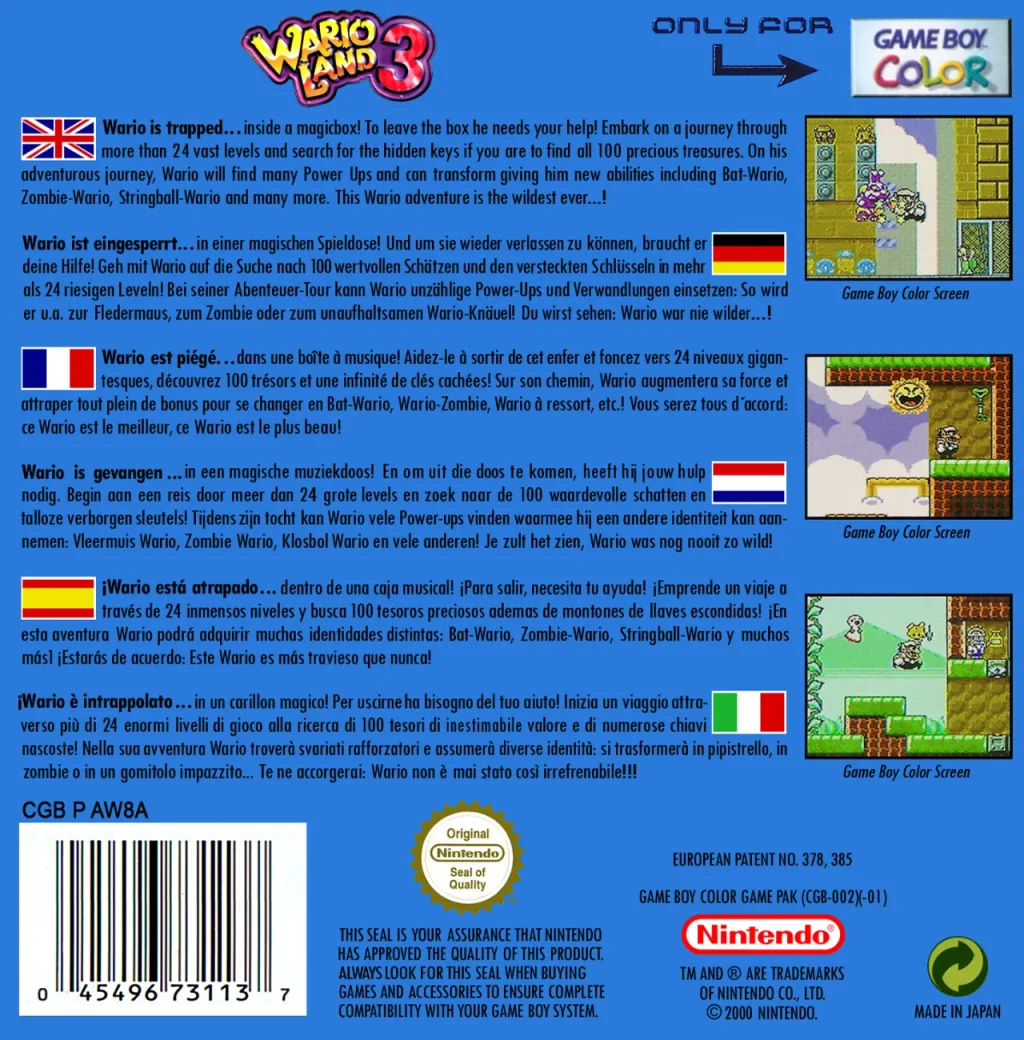 WARIO
LAND 3
ONLY FOR
GAME BOY
COLOR
Wario is trapped... inside a magicbox! To leave the box he needs your help! Embark on a journey through
more than 24 vast levels and search for the hidden keys if you are to find all 100 precious treasures. On his
adventurous journey, Wario will find many Power Ups and can transform giving him new abilities including Bat-Wario,
Zombie-Wario, Stringball-Wario and many more. This Wario adventure is the wildest ever...!
Game Boy Color Screen
Wario ist eingesperrt... in einer magischen Spieldose! Und um sie wieder verlassen zu können, braucht er
deine Hilfe! Geh mit Wario auf die Suche nach 100 wertvollen Schätzen und den versteckten Schlüsseln in mehr
als 24 riesigen Leveln! Bei seiner Abenteuer-Tour kann Wario unzählige Power-Ups und Verwandlungen einsetzen: So wird
er u.a. zur Fledermaus, zum Zombie oder zum unaufhaltsamen Wario-Knäuel! Du wirst sehen: Wario war nie wilder...!
Wario est piégé... dans une boîte à musique! Aidez-le à sortir de cet enfer et foncez vers 24 niveaux gigan-
tesques, découvrez 100 trésors et une infinité de clés cachées! Sur son chemin, Wario augmentera sa force et
attraper tout plein de bonus pour se changer en Bat-Wario, Wario-Zombie, Wario à ressort, etc.! Vous serez tous d´accord:
ce Wario est le meilleur, ce Wario est le plus beau!
Game Boy Color Screen
Wario is gevangen ... in een magische muziekdoos! En om uit die doos te komen, heeft hij jouw hulp
nodig. Begin aan een reis door meer dan 24 grote levels en zoek naar de 100 waardevolle schatten en
talloze verborgen sleutels! Tijdens zijn tocht kan Wario vele Power-ups vinden waarmee hij een andere identiteit kan aan-
nemen: Vleermuis Wario, Zombie Wario, Klosbol Wario en vele anderen! Je zult het zien, Wario was nog nooit zo wild!
¡Wario está atrapado... dentro de una caja musical! ¡Para salir, necesita tu ayuda! ¡Emprende un viaje a
través de 24 inmensos niveles y busca 100 tesoros preciosos ademas de montones de llaves escondidas! ¡En
esta aventura Wario podrá adquirir muchas identidades distintas: Bat-Wario, Zombie-Wario, Stringball-Wario y muchos
más] ¡Estarás de acuerdo: Este Wario es más travieso que nunca!
¡Wario è intrappolato... in un carillon magico! Per uscirne ha bisogno del tuo aiuto! Inizia un viaggio attra-
verso più di 24 enormi livelli di gioco alla ricerca di 100 tesori di inestimabile valore e di numerose chiavi
nascoste! Nella sua avventura Wario troverà svariati rafforzatori e assumerà diverse identità: si trasformerà in pipistrello, in
zombie o in un gomitolo impazzito... Te ne accorgerai: Wario non è mai stato così irrefrenabile!!!
Game Boy Color Screen
CGB P AW8A
0 45496 73113 7
Original
Nintendo
Seal of
Quality
THIS SEAL IS YOUR ASSURANCE THAT NINTENDO
HAS APPROVED THE QUALITY OF THIS PRODUCT.
ALWAYS LOOK FOR THIS SEAL WHEN BUYING
GAMES AND ACCESSORIES TO ENSURE COMPLETE
COMPATIBILITY WITH YOUR GAME BOY SYSTEM.
EUROPEAN PATENT NO. 378, 385
GAME BOY COLOR GAME PAK (CGB-002)(-01)
Nintendo®
TM AND ® ARE TRADEMARKS
OF NINTENDO CO., LTD.
© 2000 NINTENDO.
MADE IN JAPAN